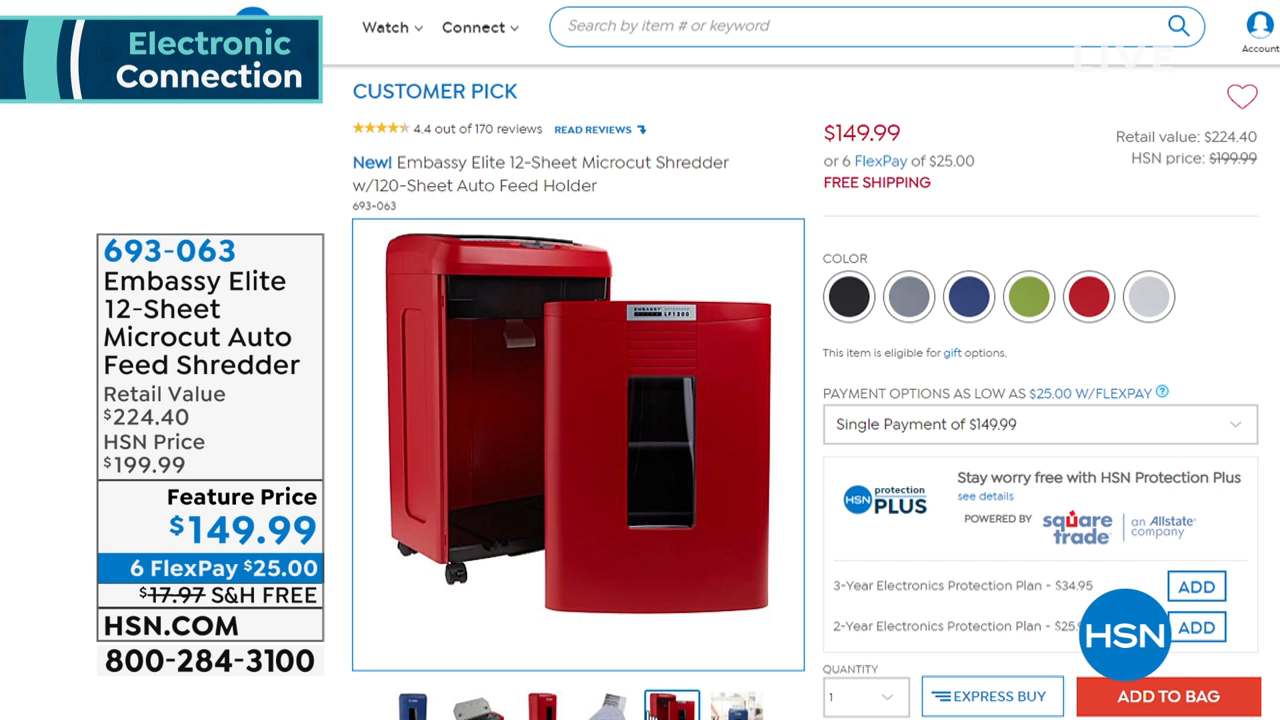 Electronic
Connection
HSN
Watch
Connect
Search by item # or keyword
Account
LIVE
CUSTOMER PICK
4.4 out of 170 reviews READ REVIEWS
New! Embassy Elite 12-Sheet Microcut Shredder
w/120-Sheet Auto Feed Holder
693-063
$149.99
or 6 FlexPay of $25.00
FREE SHIPPING
Retail value: $224.40
HSN price: $199.99
693-063
Embassy Elite
12-Sheet
Microcut Auto
Feed Shredder
Retail Value
$224.40
HSN Price
$199.99
Feature Price
$149.99
6 FlexPay $25.00
$17.97 S&H FREE
HSN.COM
800-284-3100
EMBASSY
LF1200
COLOR
This item is eligible for gift options.
PAYMENT OPTIONS AS LOW AS $25.00 W/FLEXPAY ?
Single Payment of $149.99
HSN protection PLUS
Stay worry free with HSN Protection Plus
see details
POWERED BY square trade an Allstate company
3-Year Electronics Protection Plan - $34.95
ADD
2-Year Electronics Protection Plan - $25.
ADD
HSN
QUANTITY
1
EXPRESS BUY
ADD TO BAG